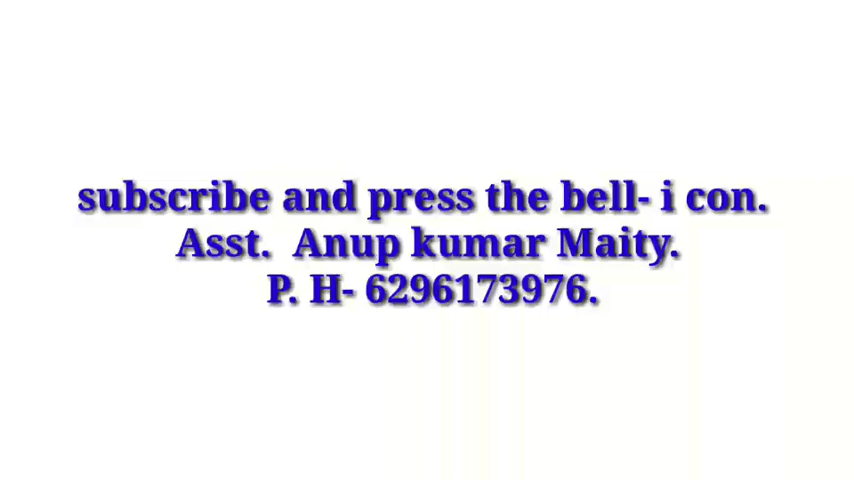 subscribe and press the bell- i con.
Asst. Anup kumar Maity.
P. H- 6296173976.